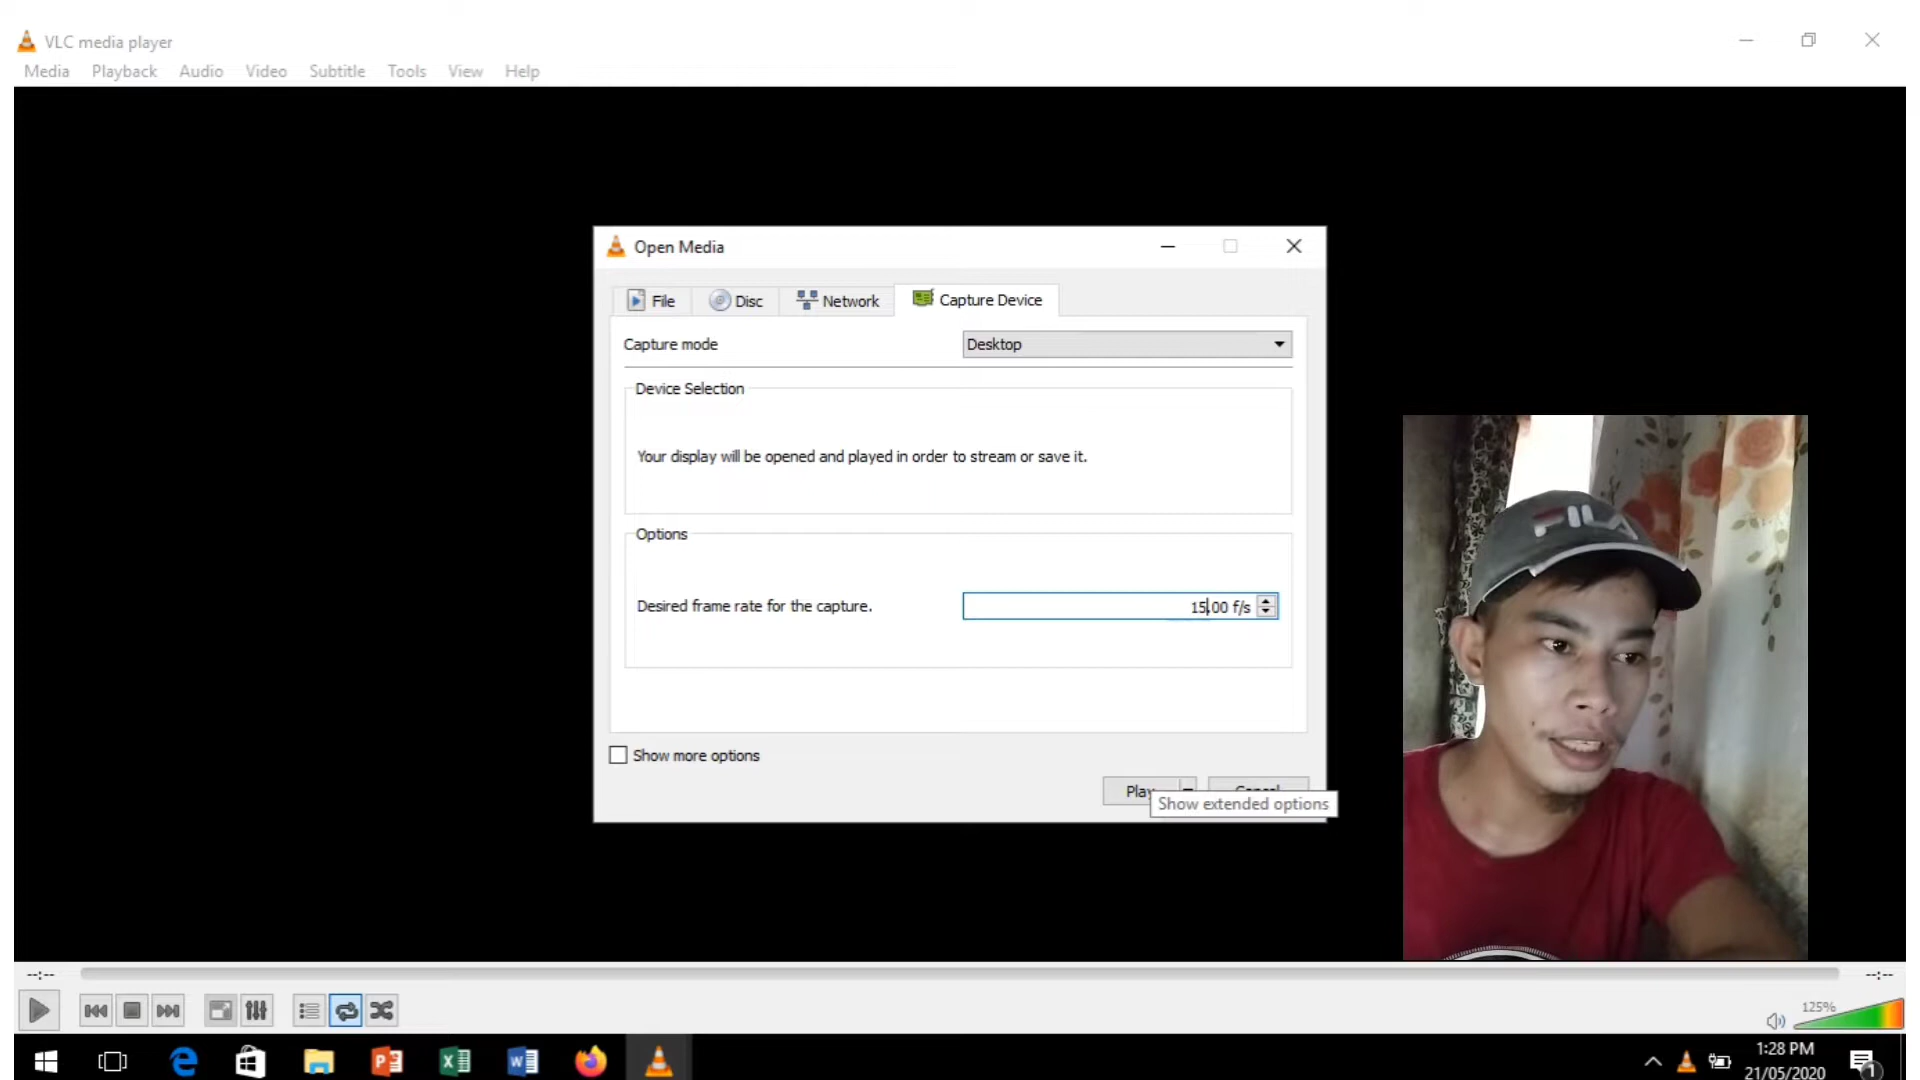 VLC media player
Media Playback Audio Video Subtitle Tools View Help
Open Media
File Disc Network Capture Device
Capture mode Desktop
Device Selection
Your display will be opened and played in order to stream or save it.
Options
Desired frame rate for the capture. 15.00 f/s
Show more options
Play Cancel
Show extended options
FILA
--:-- --:--
125%
1:28 PM
21/05/2020
1